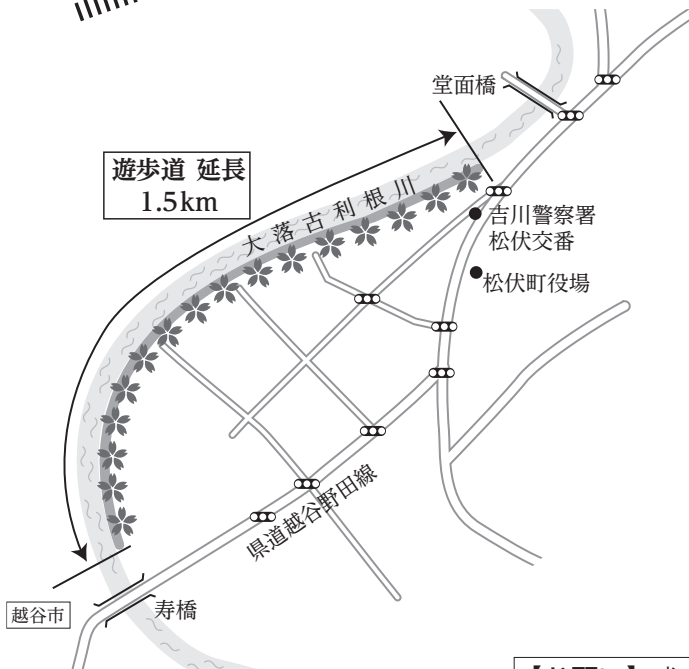 堂面橋
遊歩道 延長
1.5km
大落古利根川
吉川警察署
松伏交番
松伏町役場
県道越谷野田線
越谷市
寿橋